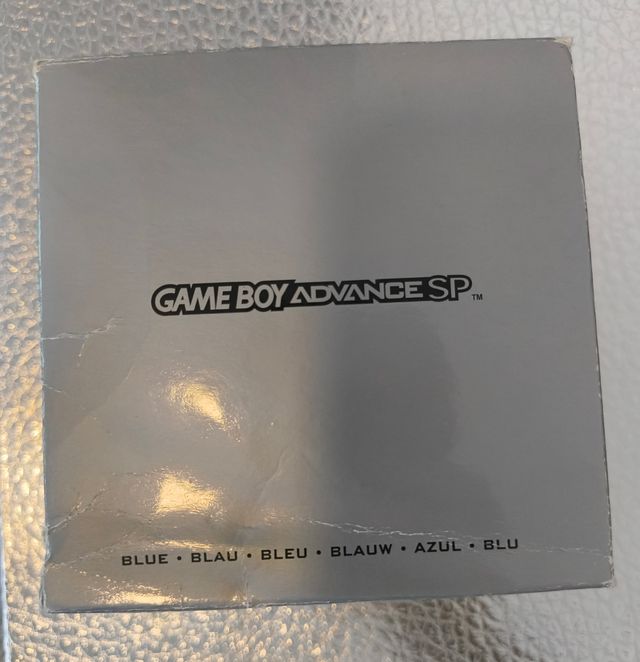 GAME BOY ADVANCE SP™
BLUE • BLAU • BLEU • BLAUW • AZUL • BLU